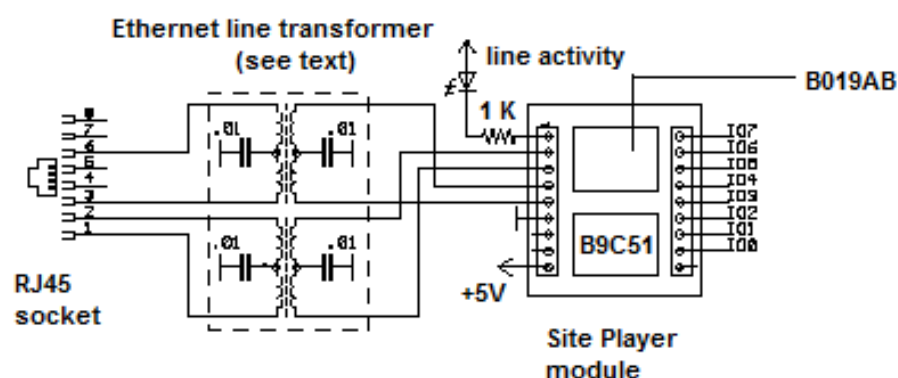 Ethernet line transformer
(see text)
line activity
B019AB
1 K
.01
.01
8
7
6
5
4
3
2
1
.01
.01
IO7
IO6
IO5
IO4
IO3
IO2
IO1
IO0
B9C51
+5V
RJ45
socket
Site Player
module